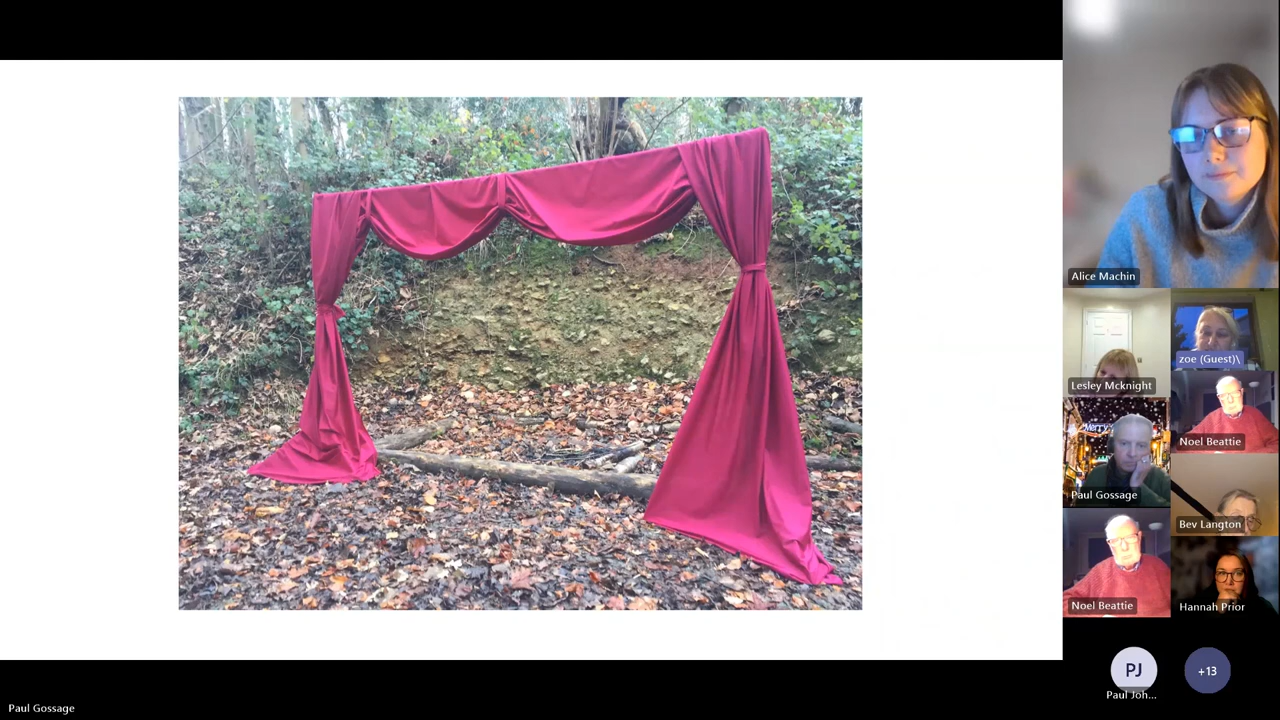 Alice Machin
Lesley Mcknight
zoe (Guest)\
Noel Beattie
Merry
Paul Gossage
Bev Langton
Noel Beattie
Hannah Prior
PJ
+13
Paul Joh...
Paul Gossage